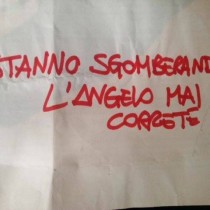 STANNO SGOMBERAND
L'ANGELO MAI
CORRETE